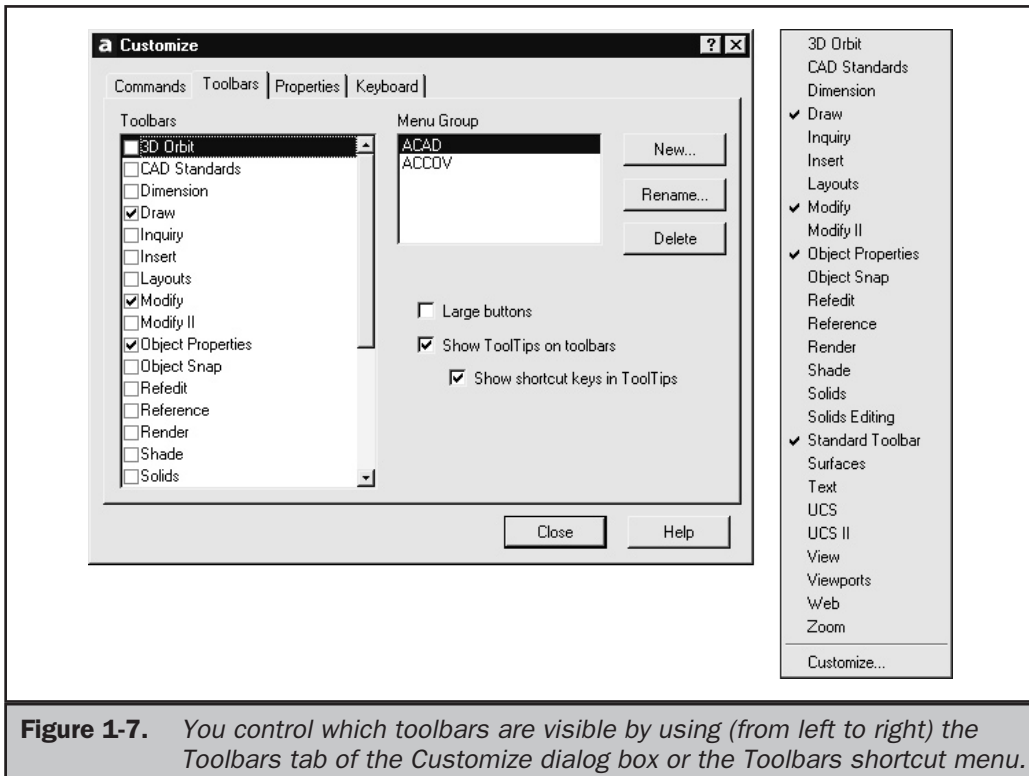 a Customize
Commands Toolbars Properties Keyboard
Toolbars
3D Orbit
CAD Standards
Dimension
Draw
Inquiry
Insert
Layouts
Modify
Modify II
Object Properties
Object Snap
Refedit
Reference
Render
Shade
Solids
Menu Group
ACAD
ACCOV
New...
Rename...
Delete
Large buttons
Show ToolTips on toolbars
Show shortcut keys in ToolTips
Close Help
3D Orbit
CAD Standards
Dimension
Draw
Inquiry
Insert
Layouts
Modify
Modify II
Object Properties
Object Snap
Refedit
Reference
Render
Shade
Solids
Solids Editing
Standard Toolbar
Surfaces
Text
UCS
UCS II
View
Viewports
Web
Zoom
Customize...
Figure 1-7. You control which toolbars are visible by using (from left to right) the
Toolbars tab of the Customize dialog box or the Toolbars shortcut menu.